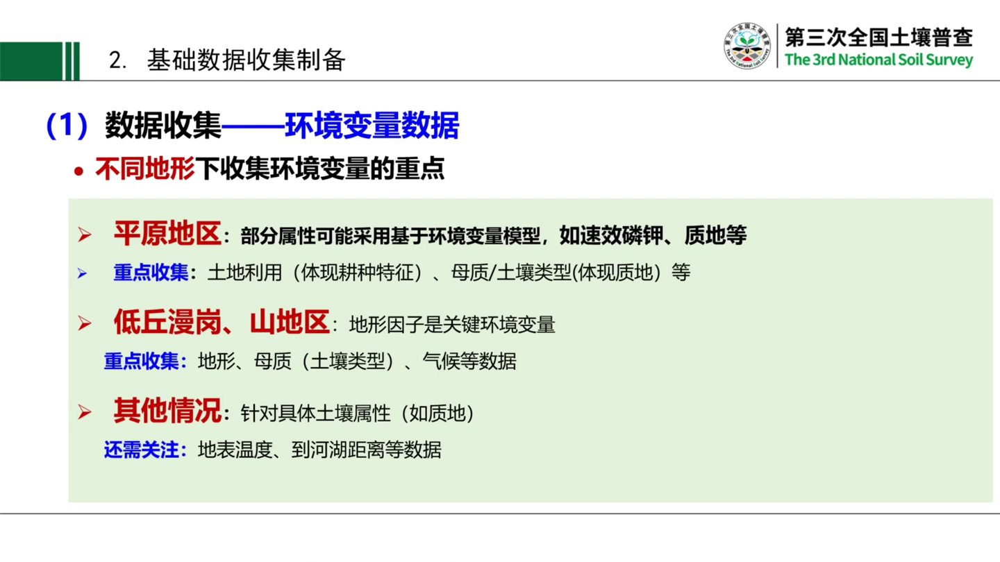 第三次全国土壤普查
The 3rd National Soil Survey
2. 基础数据收集制备
（1）数据收集——环境变量数据
• 不同地形下收集环境变量的重点
➢ 平原地区：部分属性可能采用基于环境变量模型，如速效磷钾、质地等
➢ 重点收集：土地利用（体现耕种特征）、母质/土壤类型(体现质地）等
➢ 低丘漫岗、山地区：地形因子是关键环境变量
重点收集：地形、母质（土壤类型）、气候等数据
➢ 其他情况：针对具体土壤属性（如质地）
还需关注：地表温度、到河湖距离等数据